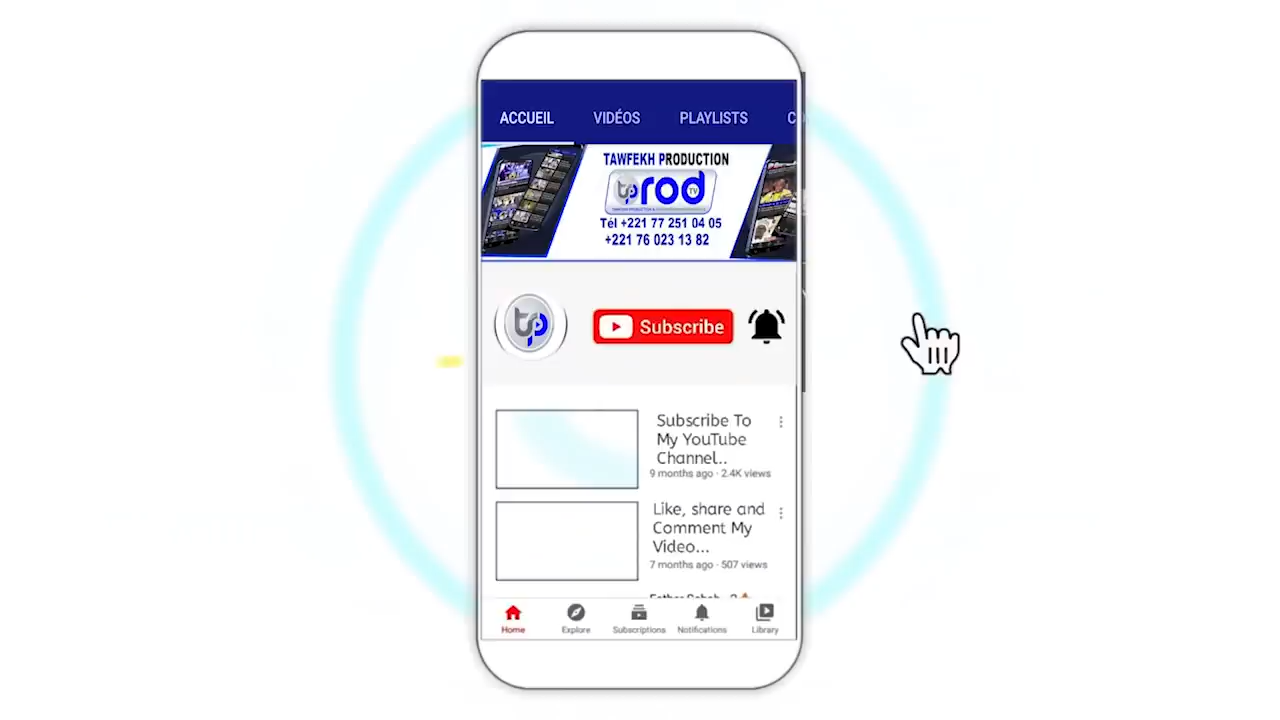 ACCUEIL VIDÉOS PLAYLISTS
TAWFEKH PRODUCTION
tprod TV
Tél +221 77 251 04 05
+221 76 023 13 82
tp
Subscribe
Subscribe To
My YouTube
Channel..
9 months ago · 2.4K views
Like, share and
Comment My
Video...
7 months ago · 507 views
Home Explore Subscriptions Notifications Library